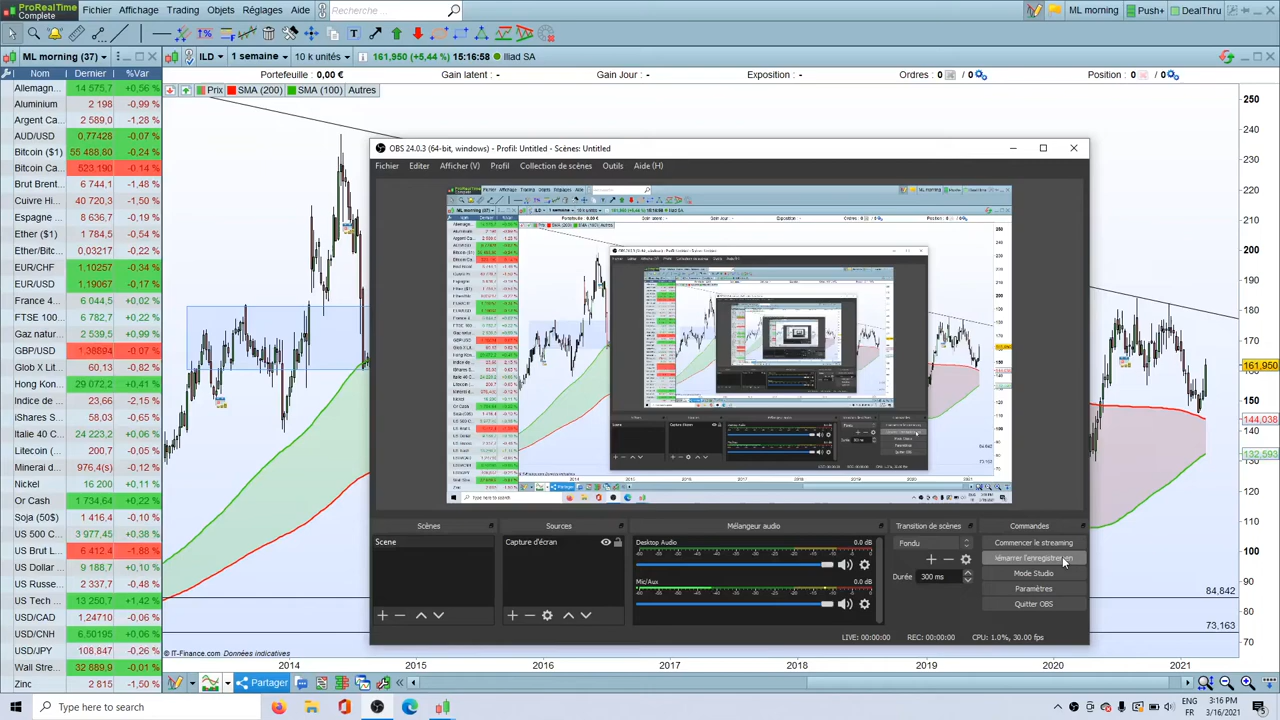 ProRealTime
Complete
Fichier Affichage Trading Objets Réglages Aide
Recherche ...
ML morning Push+ DealThru
ML morning (37) ILD 1 semaine 10 k unités 161,950 (+5,44 %) 15:16:58 Iliad SA
Nom Dernier %Var
Portefeuille : 0,00 € Gain latent : - Gain Jour : - Exposition : - Ordres : 0 / 0 Position : 0 / 0
Prix SMA (200) SMA (100) Autres
Allemagn... 14 575,7 +0,56 %
Aluminium 2 198 -0,99 %
Argent Ca... 2 589,0 -1,28 %
AUD/USD 0,77428 -0,07 %
Bitcoin ($1) 55 488,80 -0,24 %
Bitcoin Ca... 523,190 -0,14 %
Brut Brent... 6 744,1 -1,48 %
Cuivre Hi... 40 720,3 -1,50 %
Espagne ... 8 636,7 -0,19 %
Ether ($1) 1 784,5 -0,54 %
Ether/Bitc... 0,03217 -0,22 %
EUR/CHF 1,10257 -0,34 %
EUR/USD 1,19067 -0,17 %
France 4... 6 044,5 +0,02 %
FTSE 100... 6 782,7 +0,22 %
Gaz natur... 2 539,5 +0,99 %
GBP/USD 1,38894 -0,07 %
Glob X Lit... 60,13 -0,82 %
Hong Kon... 29 072,2 +0,41 %
Indice de... 23,66 -2,15 %
iShares S... 58,03 -0,65 %
Italie 40 ... 24 223,2 +0,06 %
Litecoin (... 20,10 -0,66 %
Minerai d... 976,4(s) -0,12 %
Nickel 16 200 +0,12 %
Or Cash 1 734,64 +0,22 %
Soja (50$) 1 416,4 -0,10 %
US 500 C... 3 977,45 +0,38 %
US Brut L... 6 412,4 -1,88 %
US Dollar ...
US Russe... 2 337,7 -0,48 %
US Tech ... 13 250,7 +1,42 %
USD/CAD 1,24710 -0,06 %
USD/CNH 6,50195 +0,06 %
USD/JPY 108,847 -0,26 %
Wall Stre... 32 889,9 -0,01 %
Zinc 2 815 -1,50 %
OBS 24.0.3 (64-bit, windows) - Profil: Untitled - Scènes: Untitled
Fichier Editer Afficher (V) Profil Collection de scènes Outils Aide (H)
Scènes Sources Mélangeur audio Transition de scènes Commandes
Scene
Capture d'écran
Desktop Audio 0.0 dB
Mic/Aux 0.0 dB
Fondu
Durée 300 ms
Commencer le streaming
Démarrer l'enregistrement
Mode Studio
Paramètres
Quitter OBS
LIVE: 00:00:00 REC: 00:00:00 CPU: 1.0%, 30.00 fps
250
240
230
220
210
200
190
180
170
161,950
150
144,038
140
132,593
120
110
100
90
84,842
80
73,163
70
© IT-Finance.com Données indicatives
2014 2015 2016 2017 2018 2019 2020 2021
Partager
Type here to search
ENG
FR
3:16 PM
3/16/2021